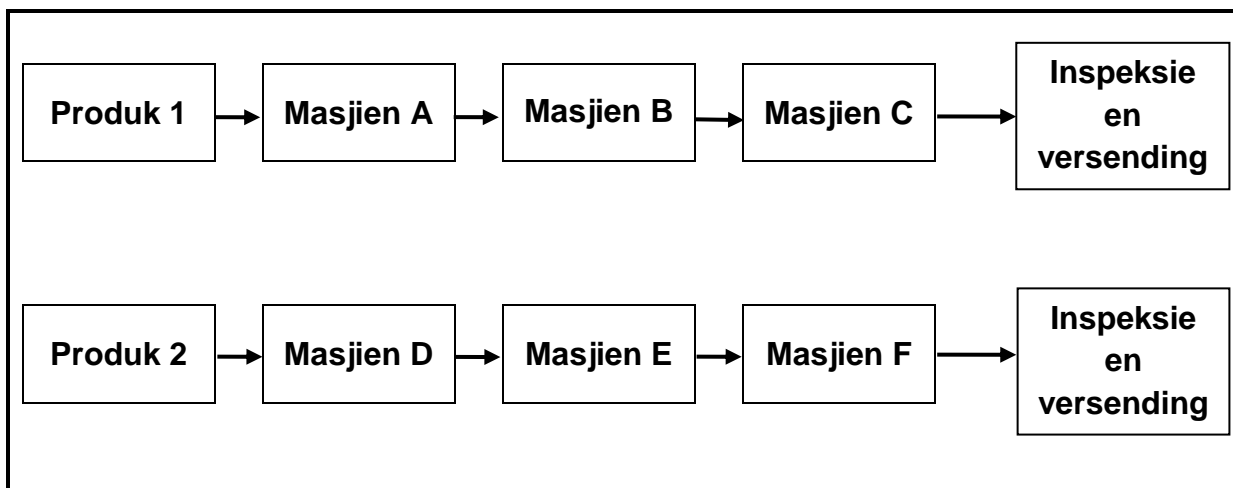 Produk 1
Masjien A
Masjien B
Masjien C
Inspeksie
en
versending
Produk 2
Masjien D
Masjien E
Masjien F
Inspeksie
en
versending